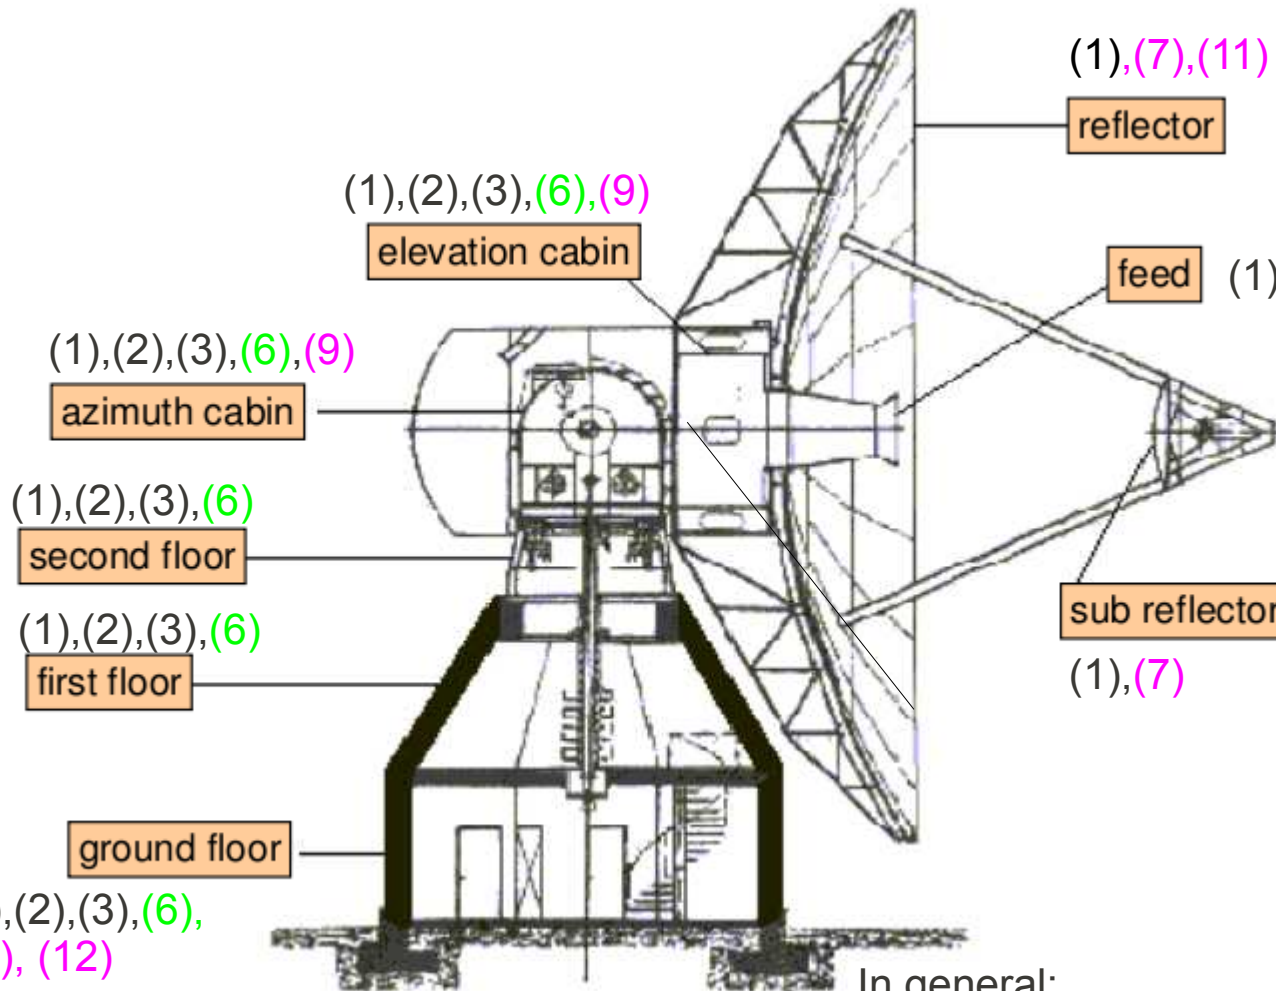 (1),(7),(11)
reflector
(1),(2),(3),(6),(9)
elevation cabin
feed (1)
(1),(2),(3),(6),(9)
azimuth cabin
(1),(2),(3),(6)
second floor
sub reflector
(1),(2),(3),(6)
first floor
(1),(7)
ground floor
,(2),(3),(6),
), (12)
In general: